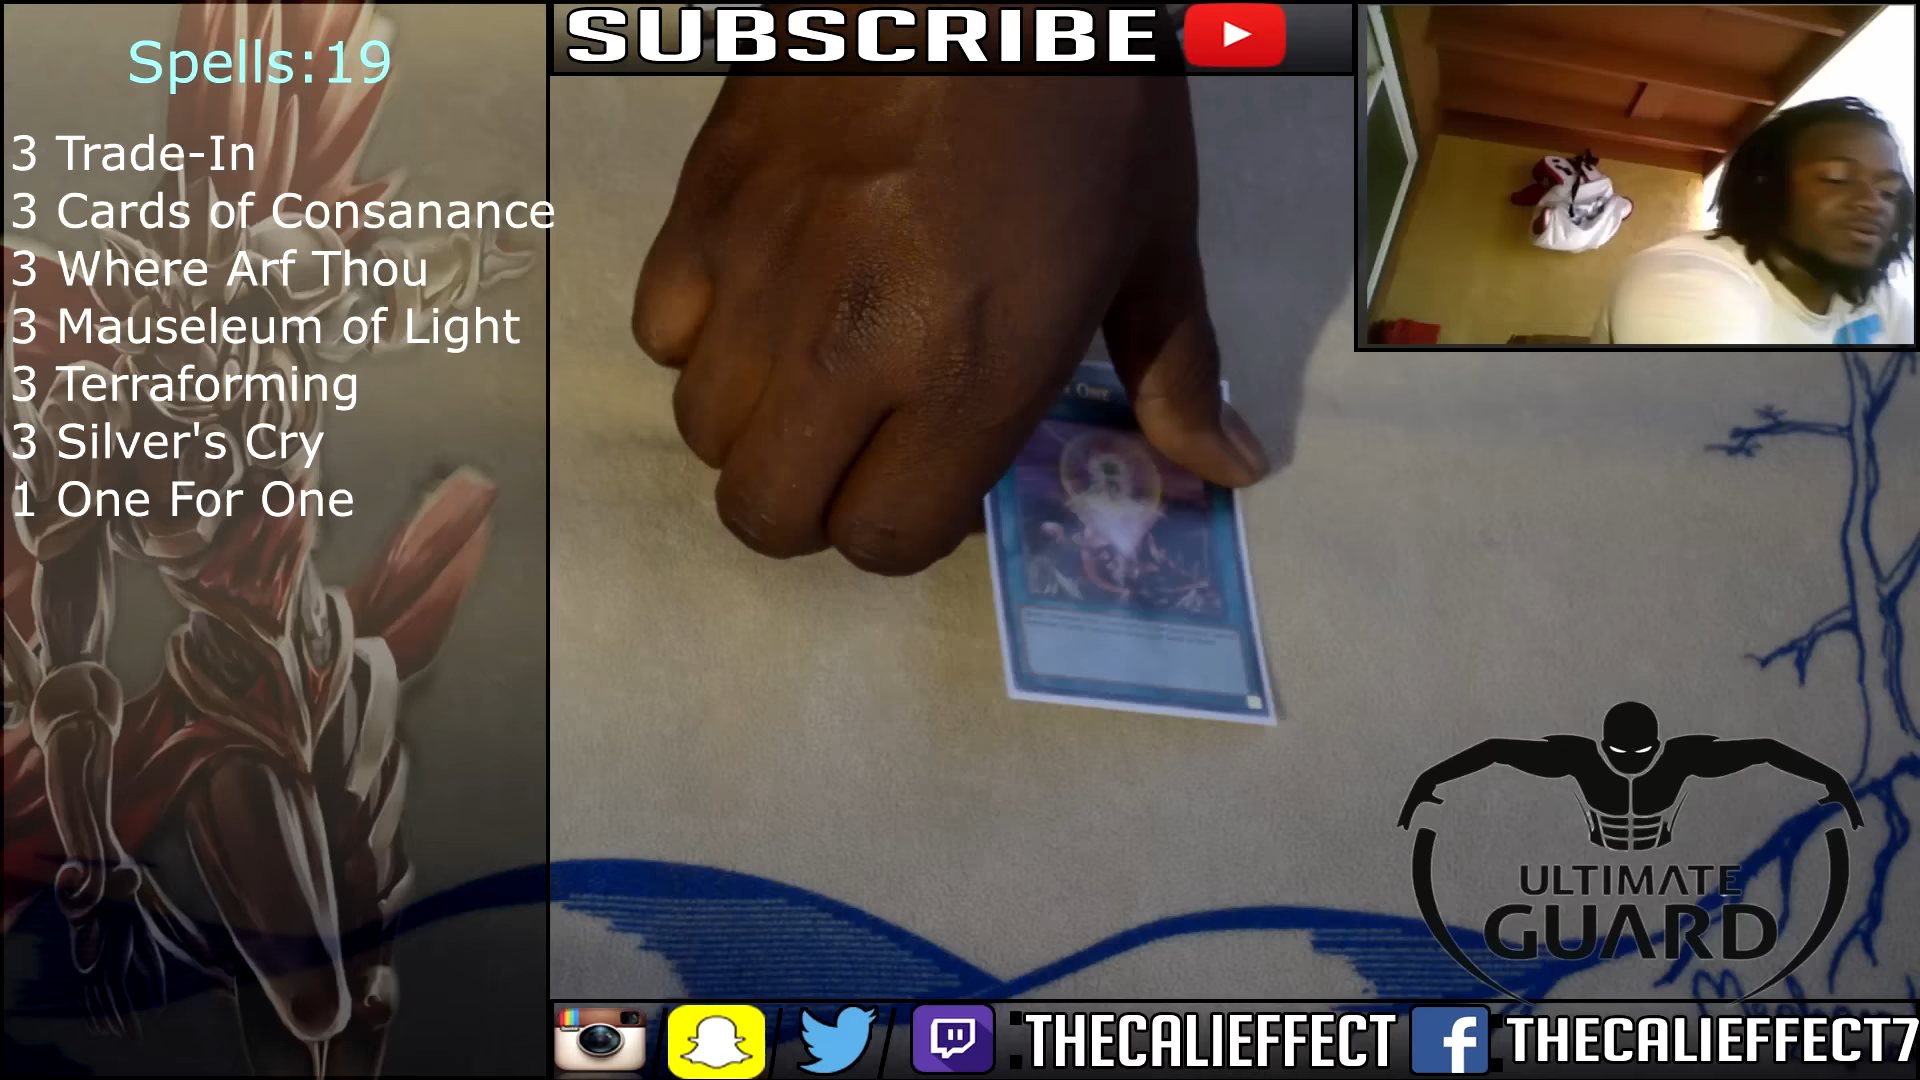 Spells:19
3 Trade-In
3 Cards of Consanance
3 Where Arf Thou
3 Mauseleum of Light
3 Terraforming
3 Silver's Cry
1 One For One
SUBSCRIBE
One
ULTIMATE
GUARD
:THECALIEFFECT
:THECALIEFFECT7